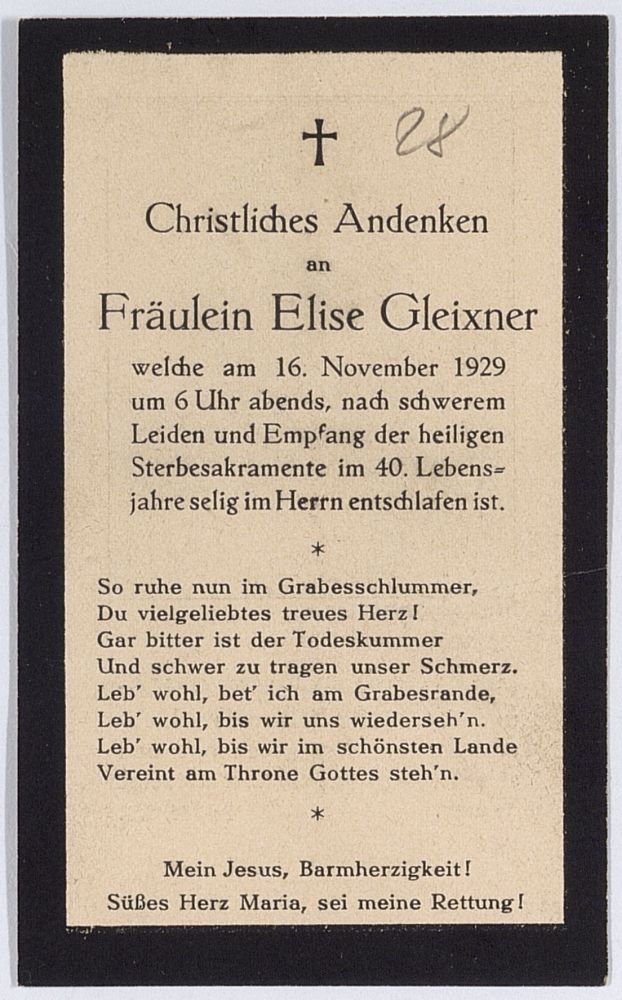 28
Christliches Andenken
an
Fräulein Elise Gleixner
welche am 16. November 1929
um 6 Uhr abends, nach schwerem
Leiden und Empfang der heiligen
Sterbesakramente im 40. Lebens=
jahre selig im Herrn entschlafen ist.
*
So ruhe nun im Grabesschlummer,
Du vielgeliebtes treues Herz!
Gar bitter ist der Todeskummer
Und schwer zu tragen unser Schmerz.
Leb' wohl, bet' ich am Grabesrande,
Leb' wohl, bis wir uns wiederseh'n.
Leb' wohl, bis wir im schönsten Lande
Vereint am Throne Gottes steh'n.
*
Mein Jesus, Barmherzigkeit!
Süßes Herz Maria, sei meine Rettung!